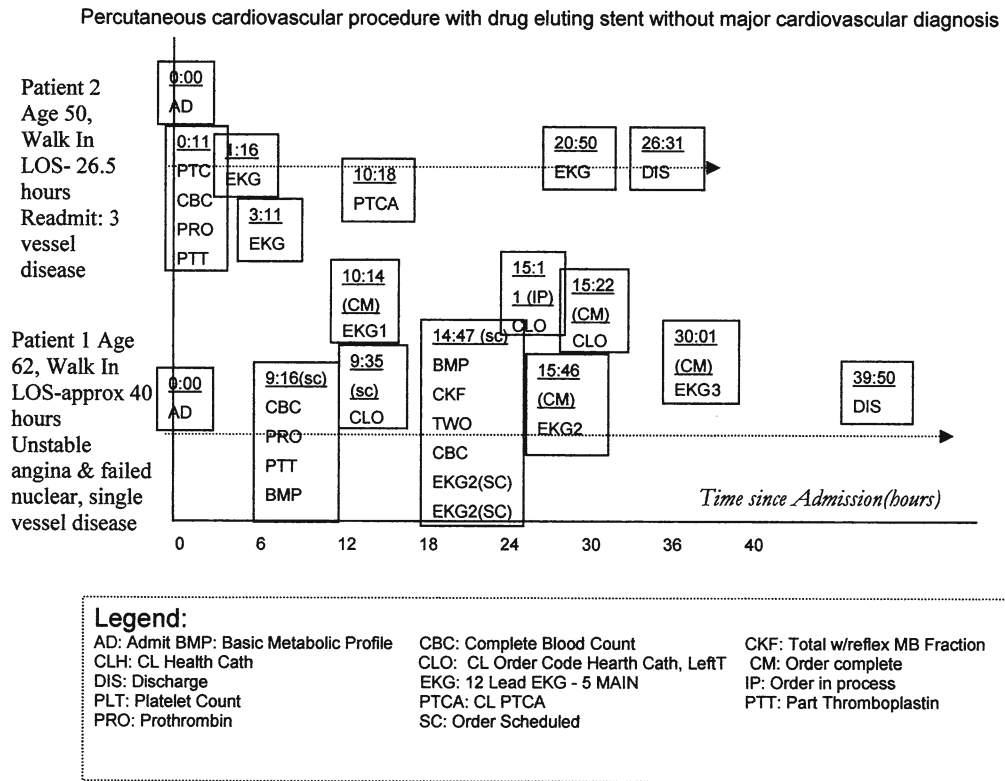 Percutaneous cardiovascular procedure with drug eluting stent without major cardiovascular diagnosis
Patient 2
Age 50,
Walk In
LOS- 26.5
hours
Readmit: 3
vessel
disease
0:00
AD
0:11
PTC
CBC
PRO
PTT
1:16
EKG
3:11
EKG
10:18
PTCA
20:50
EKG
26:31
DIS
Patient 1 Age
62, Walk In
LOS-approx 40
hours
Unstable
angina & failed
nuclear, single
vessel disease
0:00
AD
9:16(sc)
CBC
PRO
PTT
BMP
10:14
(CM)
EKG1
9:35
(sc)
CLO
14:47 (sc)
BMP
CKF
TWO
CBC
EKG2(SC)
EKG2(SC)
15:1
1 (IP)
CLO
15:22
(CM)
CLO
15:46
(CM)
EKG2
30:01
(CM)
EKG3
39:50
DIS
Time since Admission(hours)
0 6 12 18 24 30 36 40
Legend:
AD: Admit BMP: Basic Metabolic Profile CBC: Complete Blood Count CKF: Total w/reflex MB Fraction
CLH: CL Health Cath CLO: CL Order Code Hearth Cath, LeftT CM: Order complete
DIS: Discharge EKG: 12 Lead EKG - 5 MAIN IP: Order in process
PLT: Platelet Count PTCA: CL PTCA PTT: Part Thromboplastin
PRO: Prothrombin SC: Order Scheduled